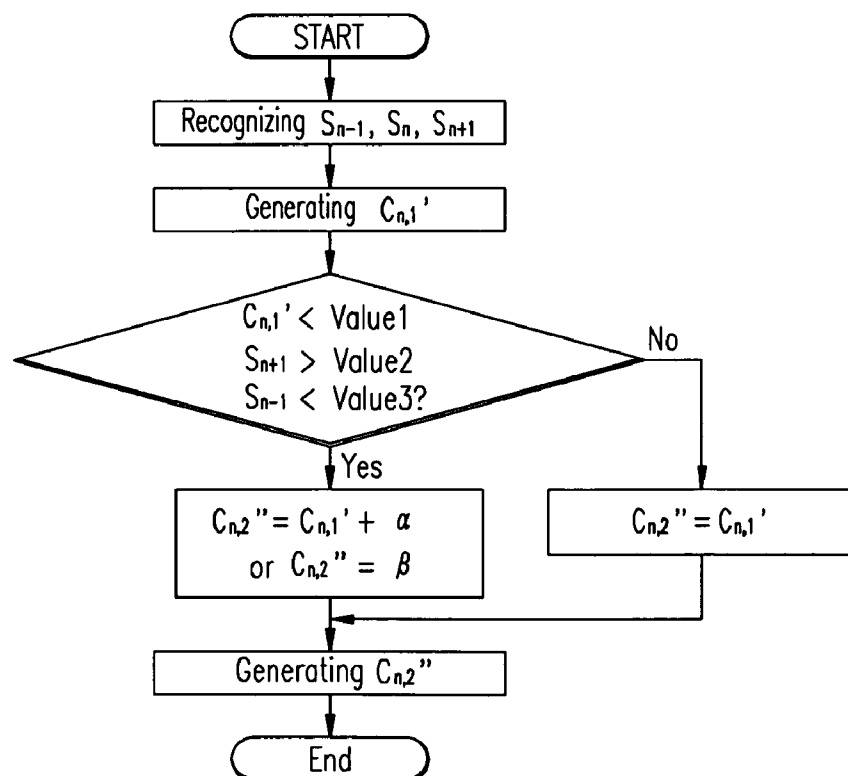 START
Recognizing Sn-1, Sn, Sn+1
Generating Cn,1'
Cn,1' < Value1
Sn+1 > Value2
Sn-1 < Value3?
No
Yes
Cn,2" = Cn,1' + α
or Cn,2" = β
Cn,2" = Cn,1'
Generating Cn,2"
End